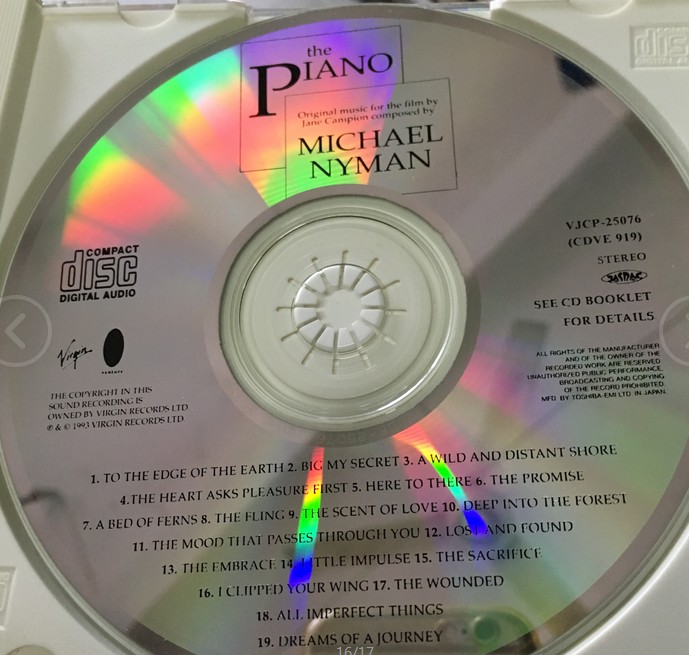 the
PIANO
Original music for the film by
Jane Campion composed by
MICHAEL
NYMAN
COMPACT
disc
DIGITAL AUDIO
Virgin
venture
THE COPYRIGHT IN THIS
SOUND RECORDING IS
OWNED BY VIRGIN RECORDS LTD
℗ & © 1993 VIRGIN RECORDS LTD
VJCP-25076
(CDVE 919)
STEREO
JASRAC
SEE CD BOOKLET
FOR DETAILS
ALL RIGHTS OF THE MANUFACTURER
AND OF THE OWNER OF THE
RECORDED WORK ARE RESERVED
UNAUTHORIZED PUBLIC PERFORMANCE,
BROADCASTING AND COPYING
OF THE RECORD PROHIBITED.
MFD. BY TOSHIBA-EMI LTD. IN JAPAN.
1. TO THE EDGE OF THE EARTH 2. BIG MY SECRET 3. A WILD AND DISTANT SHORE
4.THE HEART ASKS PLEASURE FIRST 5. HERE TO THERE 6. THE PROMISE
7. A BED OF FERNS 8. THE FLING 9. THE SCENT OF LOVE 10. DEEP INTO THE FOREST
11. THE MOOD THAT PASSES THROUGH YOU 12. LOST AND FOUND
13. THE EMBRACE 14. LITTLE IMPULSE 15. THE SACRIFICE
16. I CLIPPED YOUR WING 17. THE WOUNDED
18. ALL IMPERFECT THINGS
19. DREAMS OF A JOURNEY
16/17